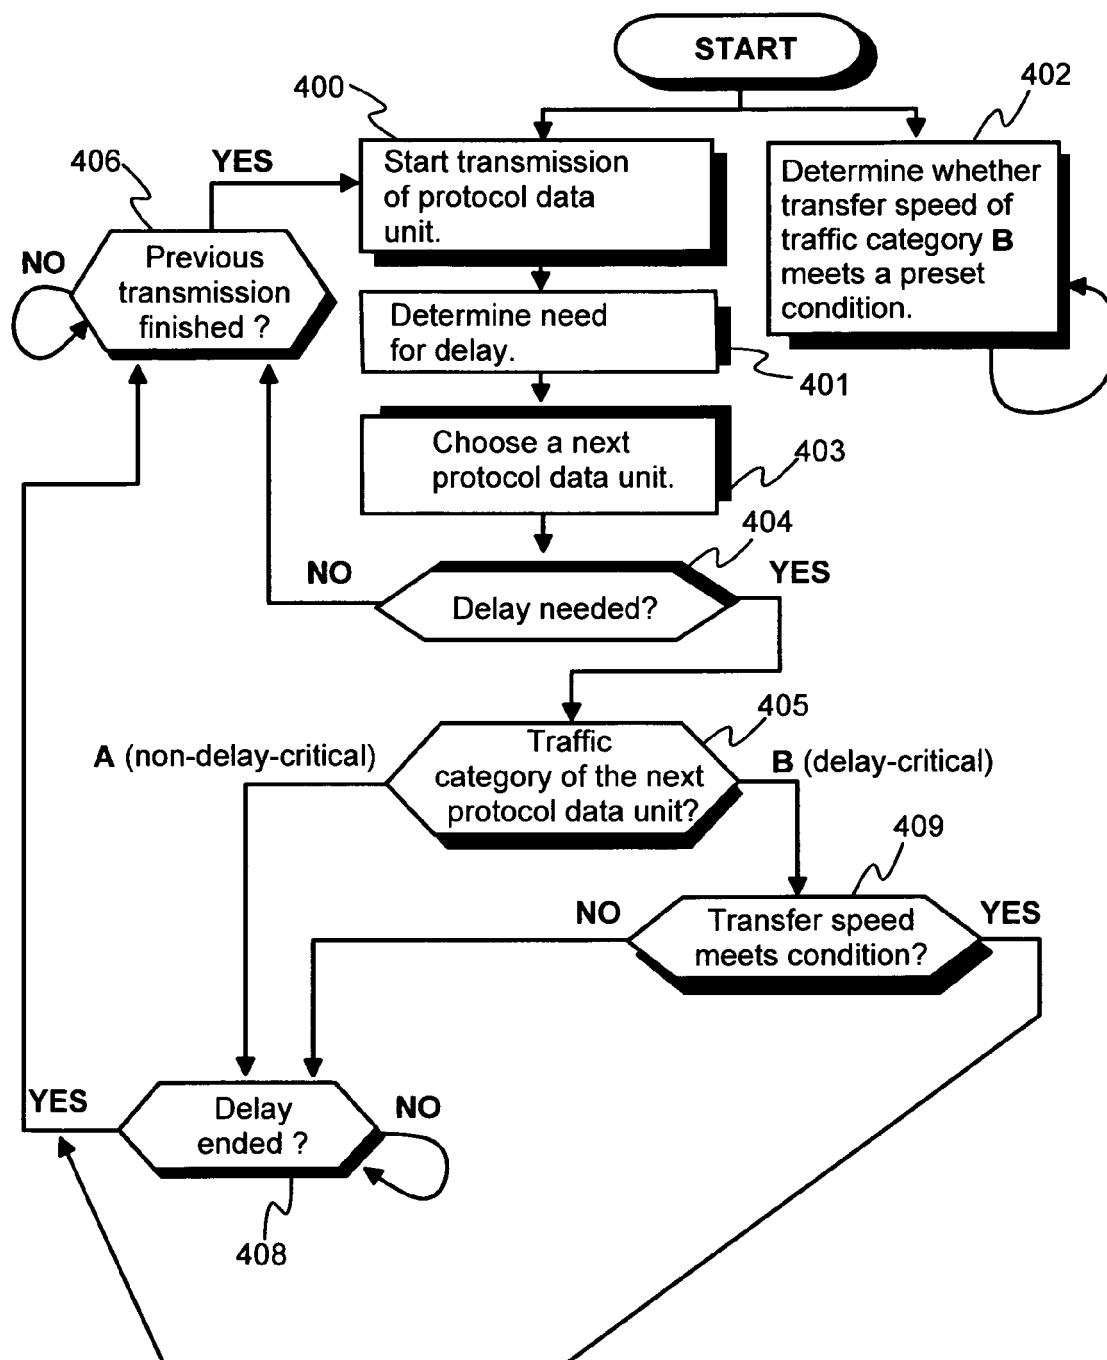 START
400
402
406
YES
Start transmission
of protocol data
unit.
Determine whether
transfer speed of
traffic category B
meets a preset
condition.
NO
Previous
transmission
finished ?
Determine need
for delay.
401
Choose a next
protocol data unit.
403
404
NO
YES
Delay needed?
405
A (non-delay-critical)
Traffic
category of the next
protocol data unit?
B (delay-critical)
409
NO
YES
Transfer speed
meets condition?
YES
Delay
ended ?
NO
408